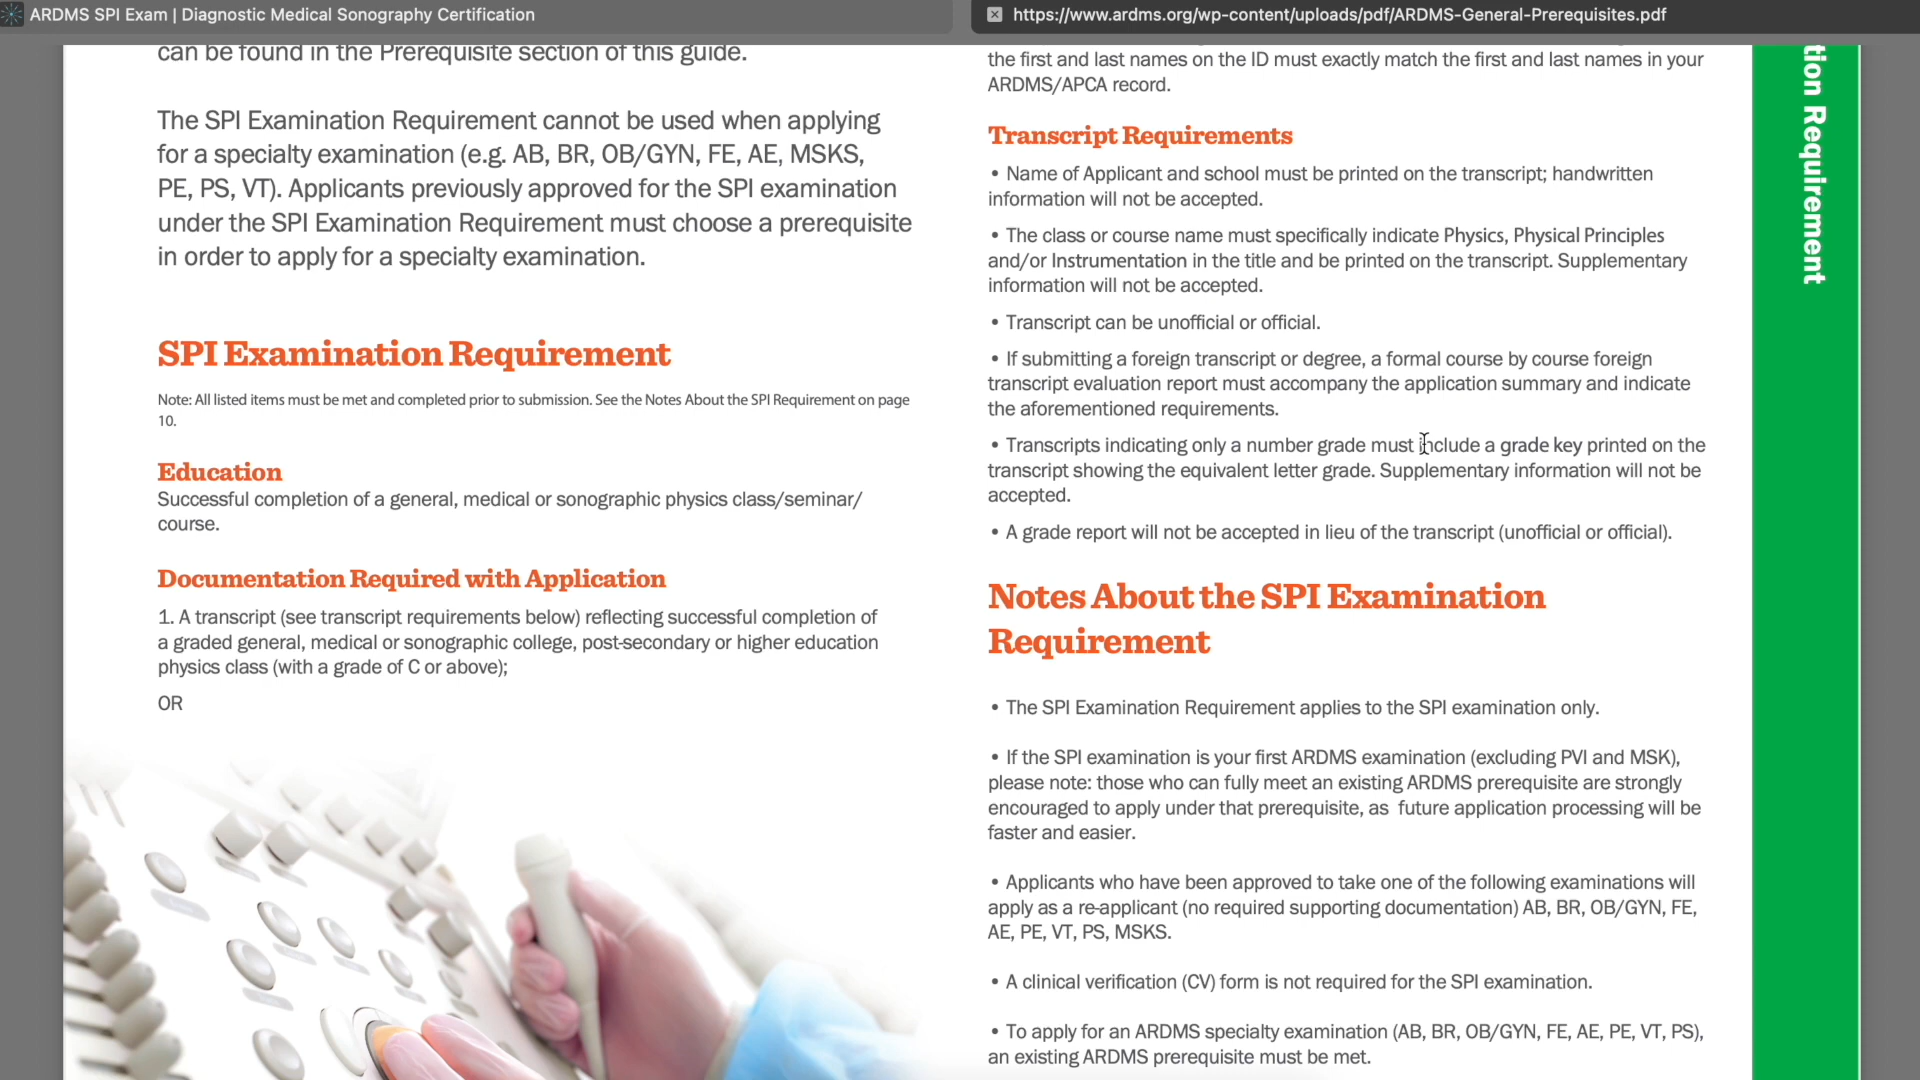 ARDMS SPI Exam | Diagnostic Medical Sonography Certification
https://www.ardms.org/wp-content/uploads/pdf/ARDMS-General-Prerequisites.pdf
can be found in the Prerequisite section of this guide.
The SPI Examination Requirement cannot be used when applying
for a specialty examination (e.g. AB, BR, OB/GYN, FE, AE, MSKS,
PE, PS, VT). Applicants previously approved for the SPI examination
under the SPI Examination Requirement must choose a prerequisite
in order to apply for a specialty examination.
SPI Examination Requirement
Note: All listed items must be met and completed prior to submission. See the Notes About the SPI Requirement on page
10.
Education
Successful completion of a general, medical or sonographic physics class/seminar/
course.
Documentation Required with Application
1. A transcript (see transcript requirements below) reflecting successful completion of
a graded general, medical or sonographic college, post-secondary or higher education
physics class (with a grade of C or above);
OR
the first and last names on the ID must exactly match the first and last names in your
ARDMS/APCA record.
Transcript Requirements
• Name of Applicant and school must be printed on the transcript; handwritten
information will not be accepted.
• The class or course name must specifically indicate Physics, Physical Principles
and/or Instrumentation in the title and be printed on the transcript. Supplementary
information will not be accepted.
• Transcript can be unofficial or official.
• If submitting a foreign transcript or degree, a formal course by course foreign
transcript evaluation report must accompany the application summary and indicate
the aforementioned requirements.
• Transcripts indicating only a number grade must include a grade key printed on the
transcript showing the equivalent letter grade. Supplementary information will not be
accepted.
• A grade report will not be accepted in lieu of the transcript (unofficial or official).
Notes About the SPI Examination
Requirement
• The SPI Examination Requirement applies to the SPI examination only.
• If the SPI examination is your first ARDMS examination (excluding PVI and MSK),
please note: those who can fully meet an existing ARDMS prerequisite are strongly
encouraged to apply under that prerequisite, as future application processing will be
faster and easier.
• Applicants who have been approved to take one of the following examinations will
apply as a re-applicant (no required supporting documentation) AB, BR, OB/GYN, FE,
AE, PE, VT, PS, MSKS.
• A clinical verification (CV) form is not required for the SPI examination.
• To apply for an ARDMS specialty examination (AB, BR, OB/GYN, FE, AE, PE, VT, PS),
an existing ARDMS prerequisite must be met.
tion Requirement